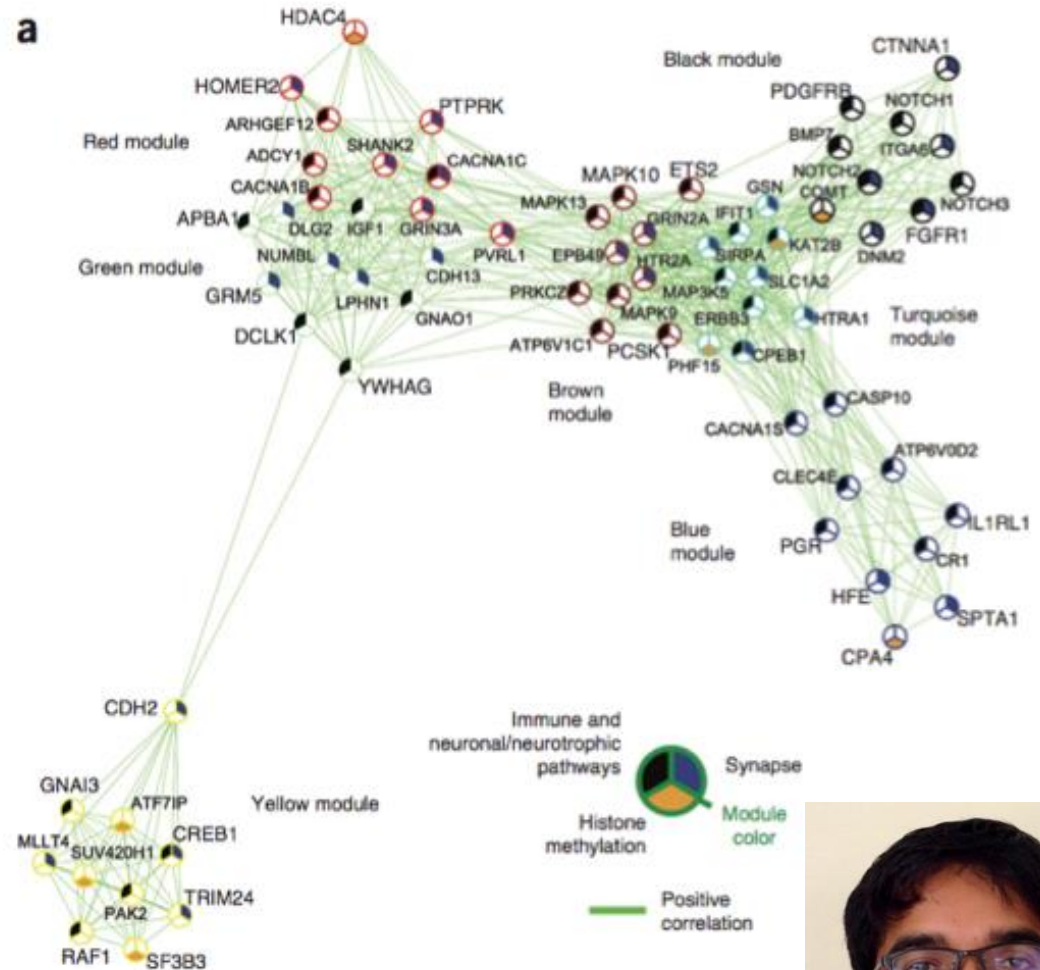 a
HDAC4
CTNNA1
Black module
HOMER2
PDGFRB
NOTCH1
PTPRK
ARHGEF12
BMP7
ITGA6
Red module
SHANK2
ADCY1
CACNA1C
MAPK10
ETS2
NOTCH2
GSN
COMT
CACNA1B
MAPK13
NOTCH3
APBA1
GRIN2A
IFIT1
DLG2
IGF1
GRIN3A
FGFR1
KAT2B
EPB49
HTR2A
SIRPA
DNM2
NUMBL
PVRL1
Green module
CDH13
GRM5
LPHN1
PRKCZ
MAP3K5
SLC1A2
GNAO1
MAPK9
ERBB3
HTRA1
Turquoise
module
DCLK1
ATP6V1C1
PCSK1
PHF15
CPEB1
YWHAG
Brown
module
CASP10
CACNA1S
ATP6V0D2
CLEC4E
IL1RL1
Blue
module
PGR
CR1
HFE
SPTA1
CPA4
CDH2
Immune and
neuronal/neurotrophic
pathways
Synapse
GNAI3
ATF7IP
Yellow module
Module
color
CREB1
Histone
methylation
MLLT4
SUV420H1
TRIM24
PAK2
Positive
correlation
RAF1
SF3B3